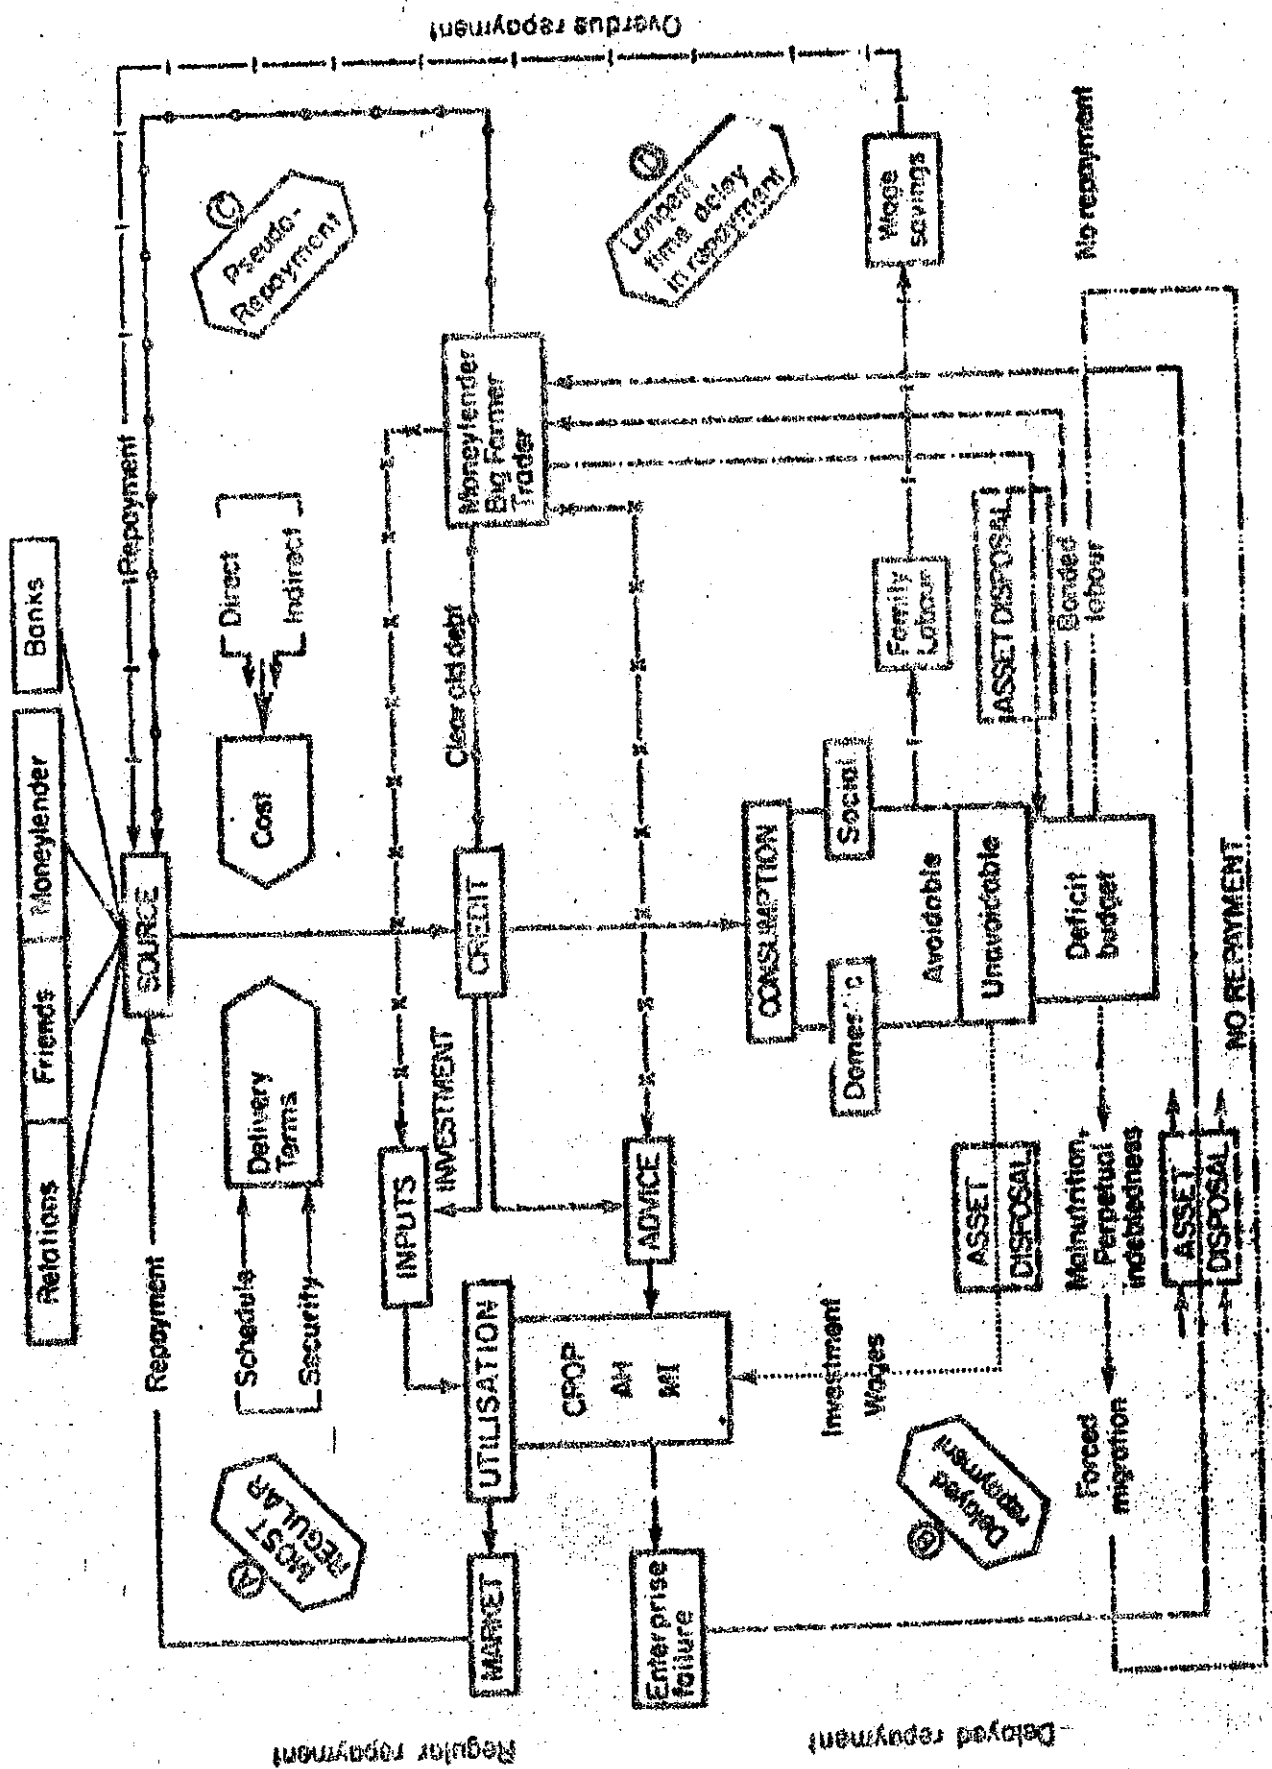 Relations
Friends
Moneylender
Banks
SOURCE
Repayment
Repayment
Schedule
Security
Delivery
Terms
Cost
Direct
Indirect
C
Pseudo-
Repayment
A
MOST
REGULAR
INPUTS
INVESTMENT
CREDIT
Clear old debt
Moneylender
Big Farmer
Trader
MARKET
UTILISATION
CROP
AH
MI
ADVICE
Enterprise
failure
D
Longest
time delay
in repayment
CONSUMPTION
Domestic
Social
Avoidable
Unavoidable
Deficit
budget
Family
Labour
Wage
savings
ASSET DISPOSAL
Bonded
labour
Investment
Wages
ASSET
DISPOSAL
B
Delayed
repayment
Forced
migration
Malnutrition,
Perpetual
indebtedness
ASSET
DISPOSAL
NO REPAYMENT
No repayment
Regular repayment
Delayed repayment
Overdue repayment